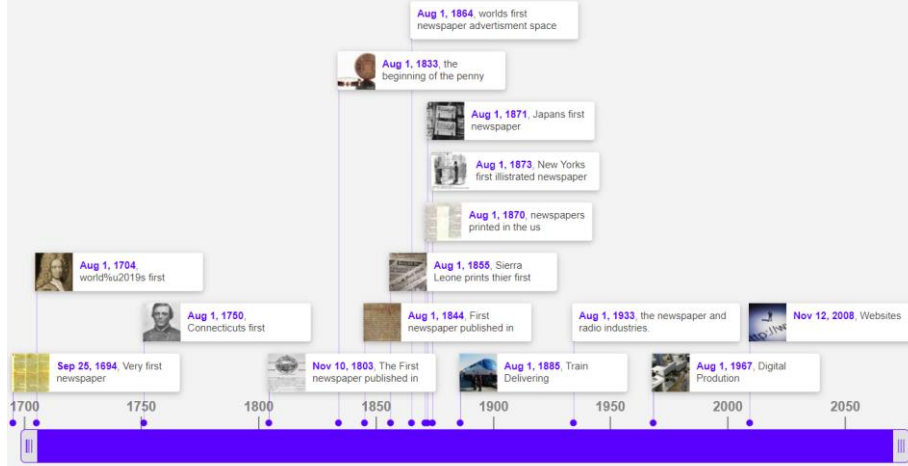 Aug 1, 1864, worlds first
newspaper advertisment space
Aug 1, 1833, the
beginning of the penny
Aug 1, 1871, Japans first
newspaper
Aug 1, 1873, New Yorks
first illistrated newspaper
Aug 1, 1870, newspapers
printed in the us
Aug 1, 1704,
world%u2019s first
Aug 1, 1855, Sierra
Leone prints thier first
Aug 1, 1750,
Connecticuts first
Aug 1, 1844, First
newspaper published in
Aug 1, 1933, the newspaper and
radio industries.
Nov 12, 2008, Websites
Sep 25, 1694, Very first
newspaper
Nov 10, 1803, The First
newspaper published in
Aug 1, 1885, Train
Delivering
Aug 1, 1967, Digital
Prodution
1700 1750 1800 1850 1900 1950 2000 2050